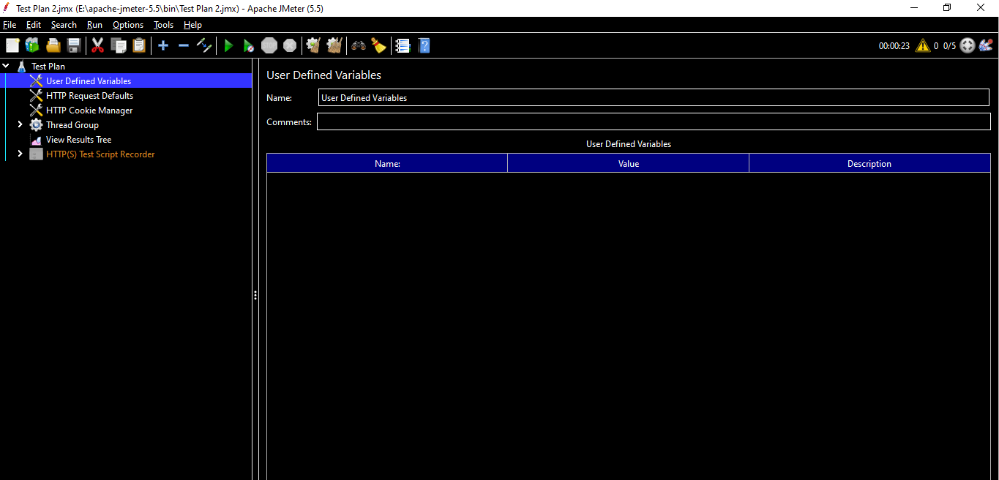 Test Plan 2.jmx (E:\apache-jmeter-5.5\bin\Test Plan 2.jmx) - Apache JMeter (5.5)
File Edit Search Run Options Tools Help
STOP 00:00:23 0 0/5
Test Plan
User Defined Variables
HTTP Request Defaults
HTTP Cookie Manager
Thread Group
View Results Tree
HTTP(S) Test Script Recorder
User Defined Variables
Name: User Defined Variables
Comments:
User Defined Variables
Name: Value Description